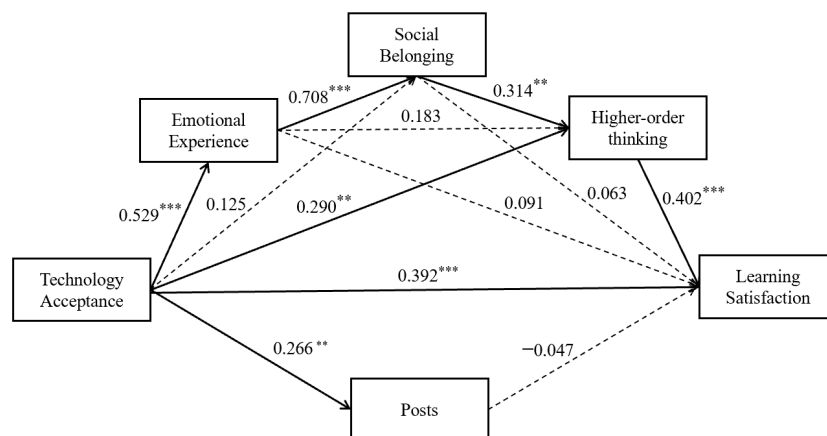 Social
Belonging
0.708***
0.314**
Emotional
Experience
0.183
Higher-order
thinking
0.529***
0.125
0.290**
0.091
0.063
0.402***
Technology
Acceptance
0.392***
Learning
Satisfaction
0.266**
−0.047
Posts